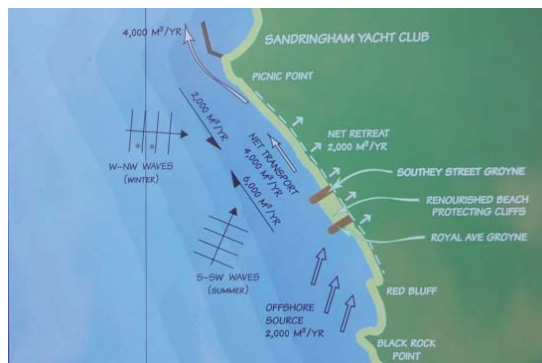 4,000 M³/YR
SANDRINGHAM YACHT CLUB
PICNIC POINT
2,000 M³/YR
NET RETREAT
2,000 M³/YR
W-NW WAVES
(WINTER)
NET TRANSPORT
4,000 M³/YR
6,000 M³/YR
SOUTHEY STREET GROYNE
RENOURISHED BEACH
PROTECTING CLIFFS
ROYAL AVE GROYNE
S-SW WAVES
(SUMMER)
RED BLUFF
OFFSHORE
SOURCE
2,000 M³/YR
BLACK ROCK
POINT